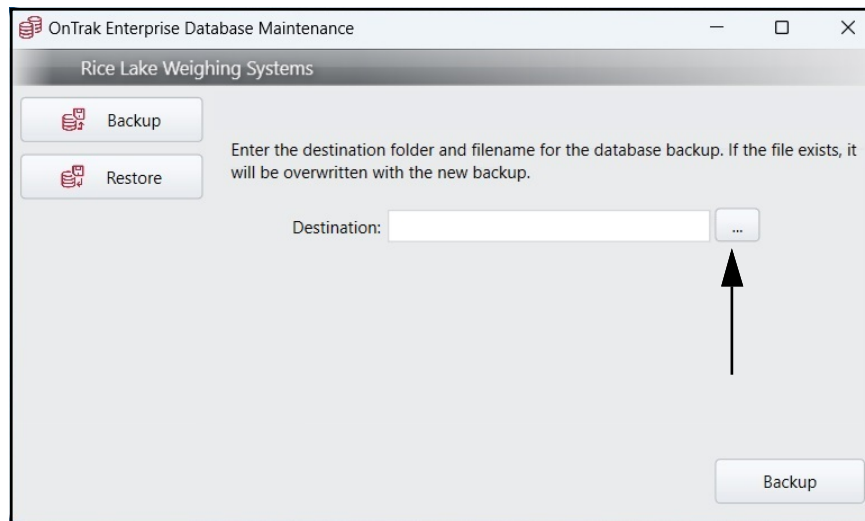 OnTrak Enterprise Database Maintenance
Rice Lake Weighing Systems
Backup
Restore
Enter the destination folder and filename for the database backup. If the file exists, it
will be overwritten with the new backup.
Destination:
...
Backup